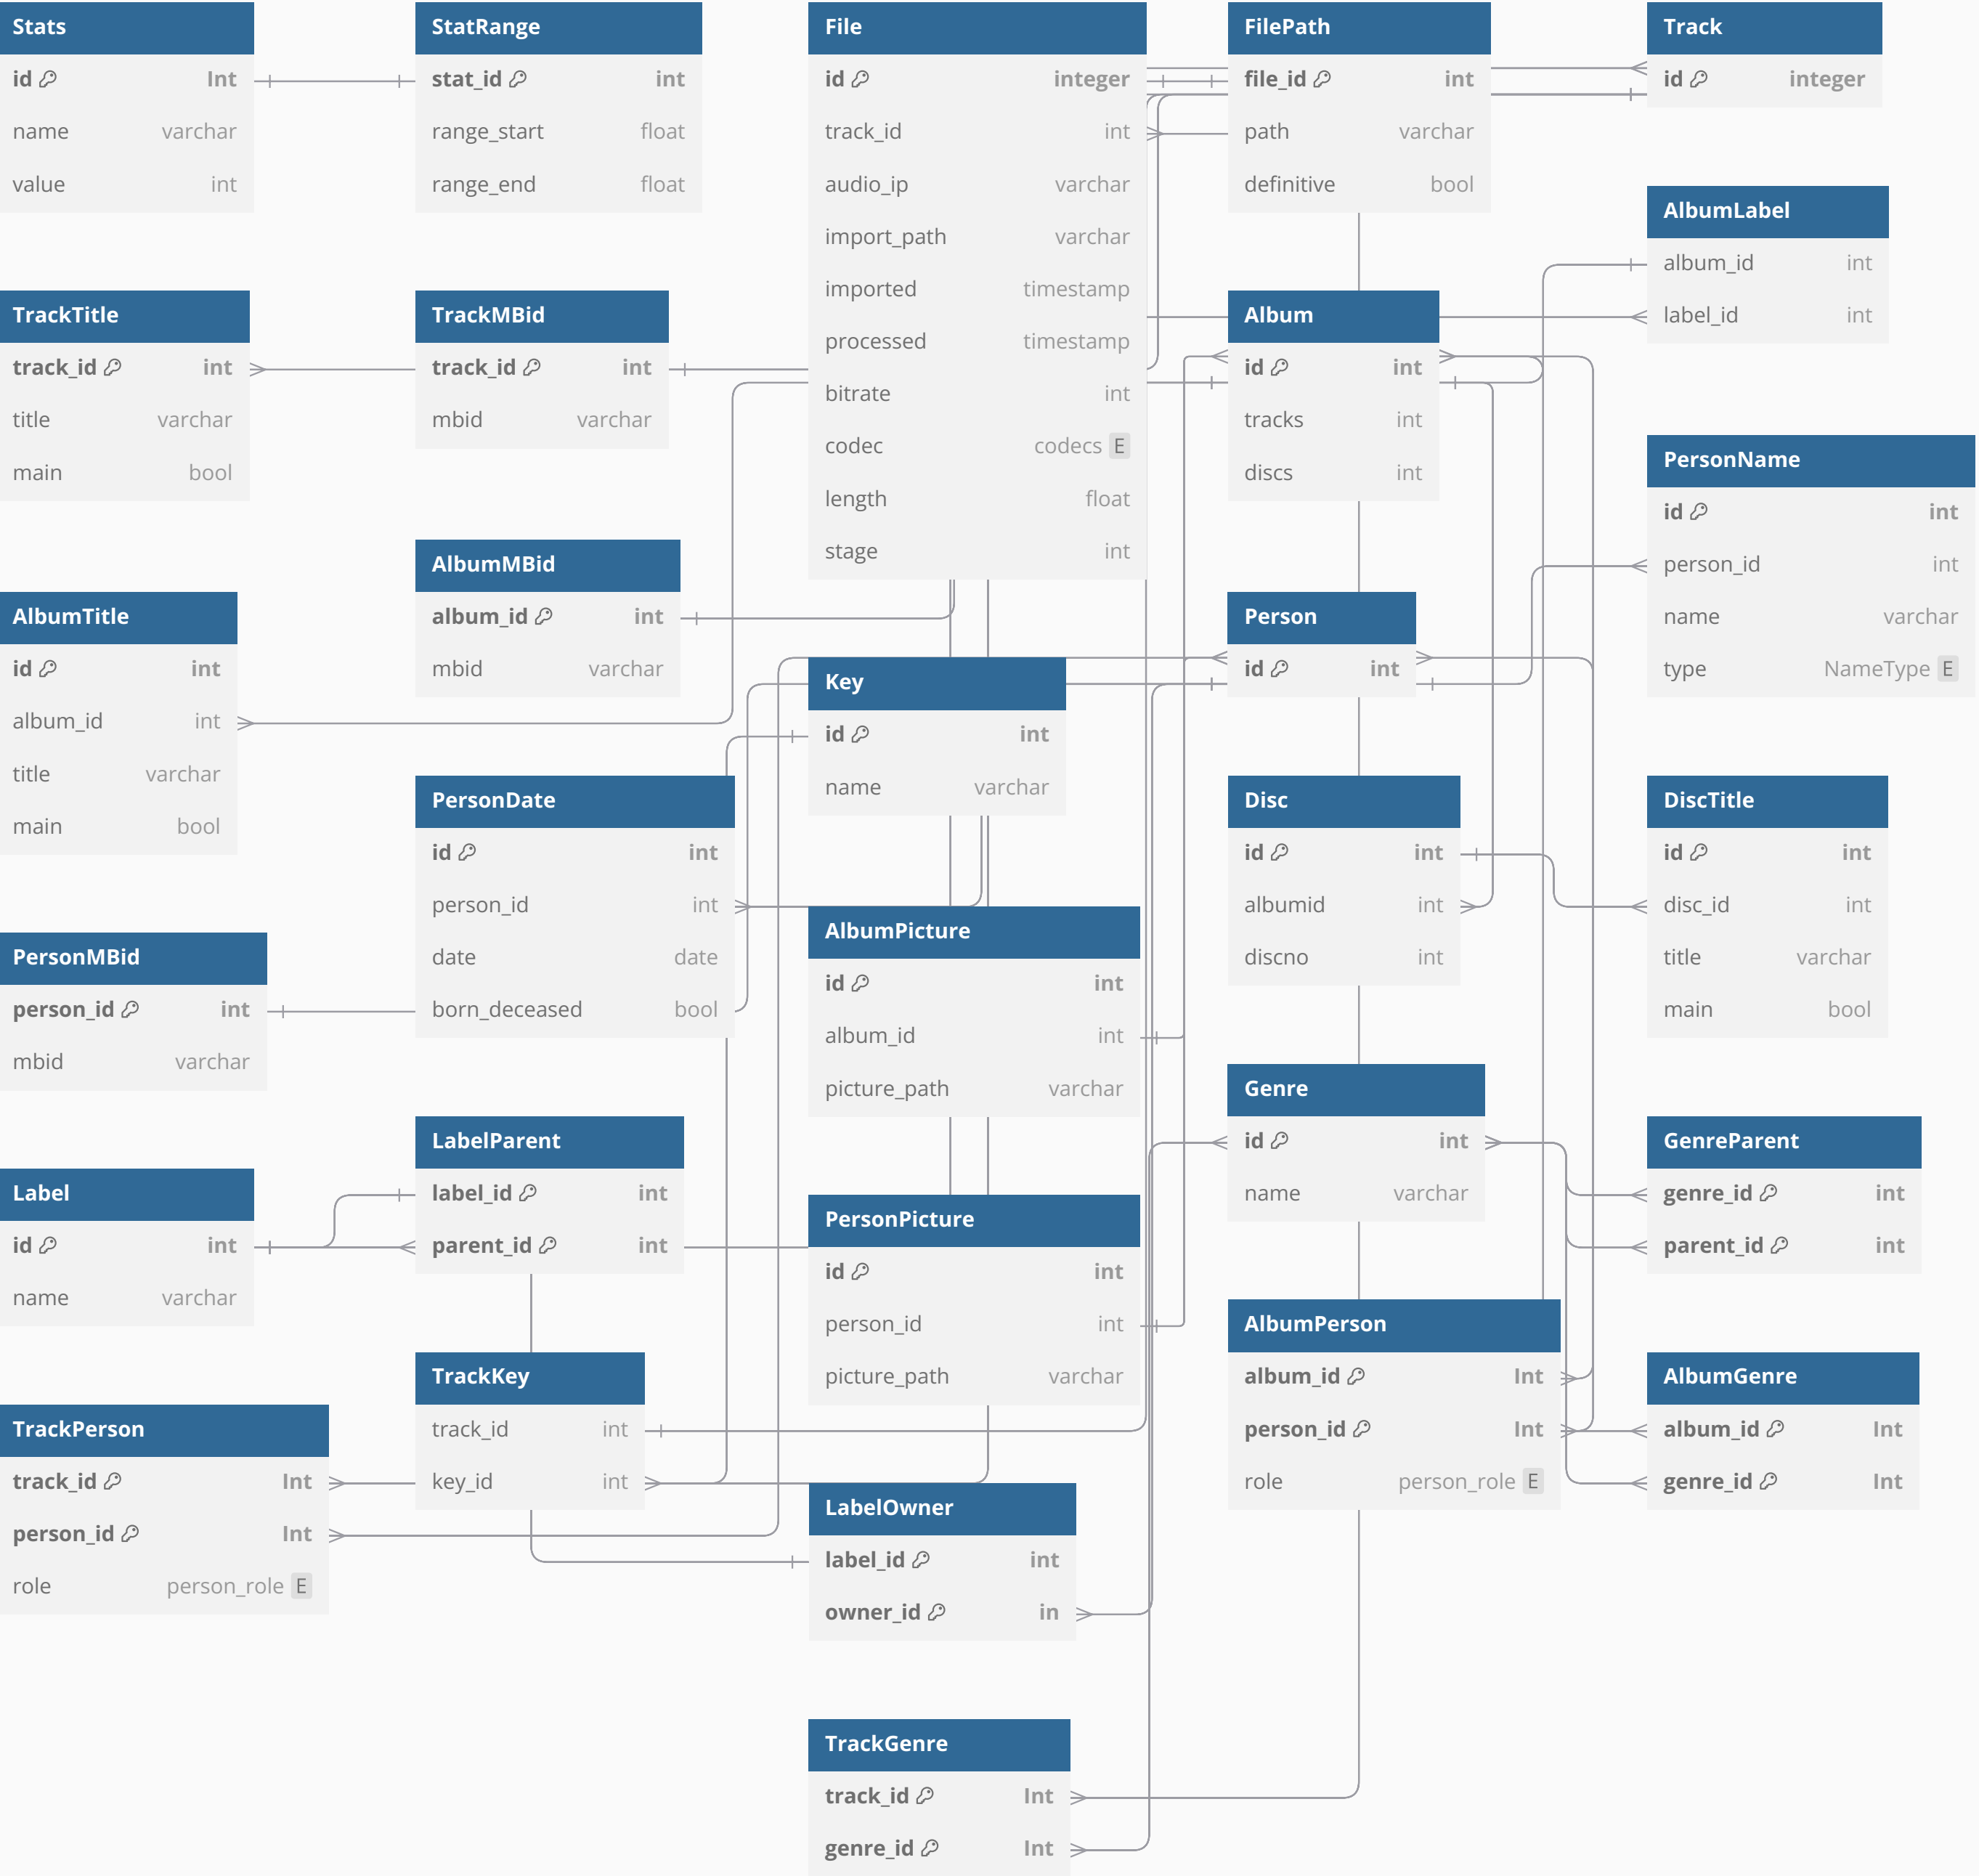 Stats
id Int
name varchar
value int
StatRange
stat_id int
range_start float
range_end float
File
id integer
track_id int
audio_ip varchar
import_path varchar
imported timestamp
processed timestamp
bitrate int
codec codecs E
length float
stage int
FilePath
file_id int
path varchar
definitive bool
Track
id integer
AlbumLabel
album_id int
label_id int
TrackTitle
track_id int
title varchar
main bool
TrackMBid
track_id int
mbid varchar
Album
id int
tracks int
discs int
PersonName
id int
person_id int
name varchar
type NameType E
AlbumMBid
album_id int
mbid varchar
AlbumTitle
id int
album_id int
title varchar
main bool
Person
id int
Key
id int
name varchar
PersonDate
id int
person_id int
date date
born_deceased bool
Disc
id int
albumid int
discno int
DiscTitle
id int
disc_id int
title varchar
main bool
AlbumPicture
id int
album_id int
picture_path varchar
PersonMBid
person_id int
mbid varchar
Genre
id int
name varchar
LabelParent
label_id int
parent_id int
GenreParent
genre_id int
parent_id int
Label
id int
name varchar
PersonPicture
id int
person_id int
picture_path varchar
AlbumPerson
album_id Int
person_id Int
role person_role E
TrackKey
track_id int
key_id int
AlbumGenre
album_id Int
genre_id Int
TrackPerson
track_id Int
person_id Int
role person_role E
LabelOwner
label_id int
owner_id in
TrackGenre
track_id Int
genre_id Int